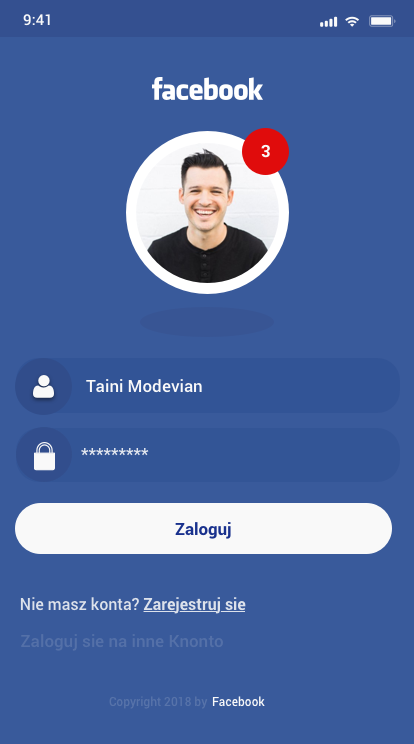 9:41
facebook
3
Taini Modevian
*********
Zaloguj
Nie masz konta? Zarejestruj sie
Zaloguj sie na inne Knonto
Copyright 2018 by Facebook